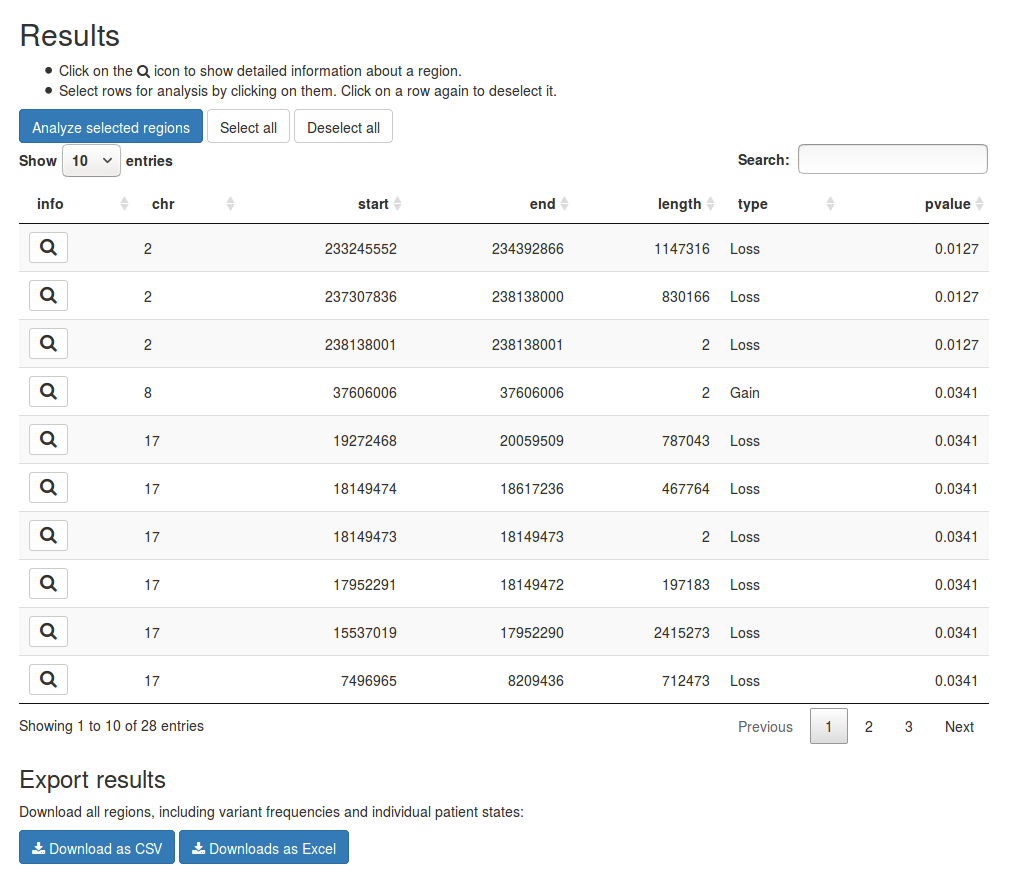 Results
Click on the icon to show detailed information about a region.
Select rows for analysis by clicking on them. Click on a row again to deselect it.
Analyze selected regions Select all Deselect all
Show 10 entries Search:
info chr start end length type pvalue
2 233245552 234392866 1147316 Loss 0.0127
2 237307836 238138000 830166 Loss 0.0127
2 238138001 238138001 2 Loss 0.0127
8 37606006 37606006 2 Gain 0.0341
17 19272468 20059509 787043 Loss 0.0341
17 18149474 18617236 467764 Loss 0.0341
17 18149473 18149473 2 Loss 0.0341
17 17952291 18149472 197183 Loss 0.0341
17 15537019 17952290 2415273 Loss 0.0341
17 7496965 8209436 712473 Loss 0.0341
Showing 1 to 10 of 28 entries Previous 1 2 3 Next
Export results
Download all regions, including variant frequencies and individual patient states:
Download as CSV Downloads as Excel